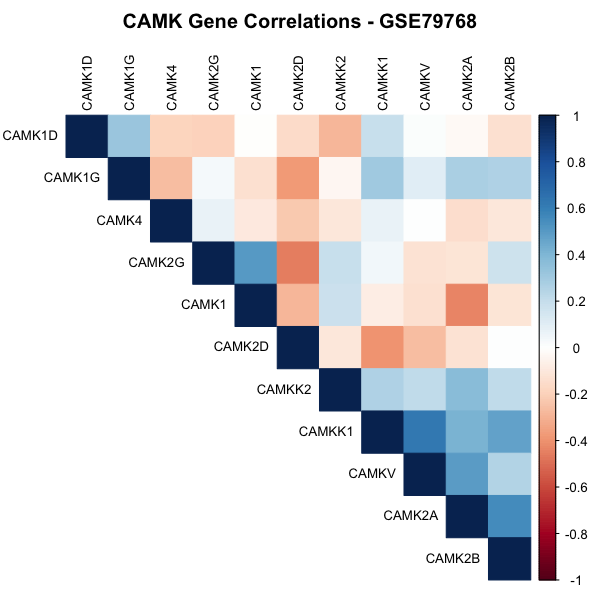 CAMK Gene Correlations - GSE79768
CAMK1D CAMK1G CAMK4 CAMK2G CAMK1 CAMK2D CAMKK2 CAMKK1 CAMKV CAMK2A CAMK2B
CAMK1D
CAMK1G
CAMK4
CAMK2G
CAMK1
CAMK2D
CAMKK2
CAMKK1
CAMKV
CAMK2A
CAMK2B
1
0.8
0.6
0.4
0.2
0
-0.2
-0.4
-0.6
-0.8
-1